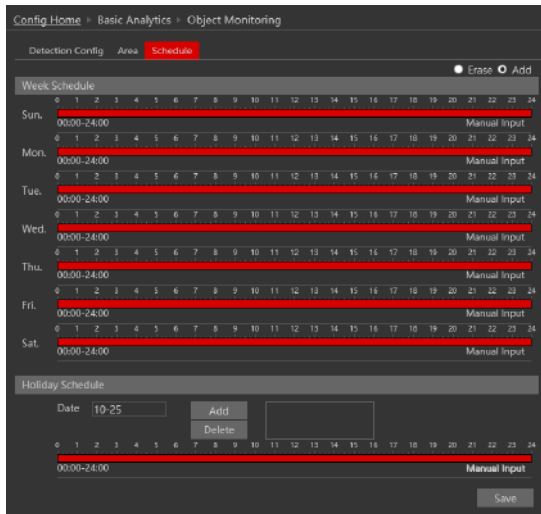 Config Home ▸ Basic Analytics ▸ Object Monitoring
Detection Config Area Schedule
Erase Add
Week Schedule
0 1 2 3 4 5 6 7 8 9 10 11 12 13 14 15 16 17 18 19 20 21 22 23 24
Sun.
00:00-24:00 Manual Input
0 1 2 3 4 5 6 7 8 9 10 11 12 13 14 15 16 17 18 19 20 21 22 23 24
Mon.
00:00-24:00 Manual Input
0 1 2 3 4 5 6 7 8 9 10 11 12 13 14 15 16 17 18 19 20 21 22 23 24
Tue.
00:00-24:00 Manual Input
0 1 2 3 4 5 6 7 8 9 10 11 12 13 14 15 16 17 18 19 20 21 22 23 24
Wed.
00:00-24:00 Manual Input
0 1 2 3 4 5 6 7 8 9 10 11 12 13 14 15 16 17 18 19 20 21 22 23 24
Thu.
00:00-24:00 Manual Input
0 1 2 3 4 5 6 7 8 9 10 11 12 13 14 15 16 17 18 19 20 21 22 23 24
Fri.
00:00-24:00 Manual Input
0 1 2 3 4 5 6 7 8 9 10 11 12 13 14 15 16 17 18 19 20 21 22 23 24
Sat.
00:00-24:00 Manual Input
Holiday Schedule
Date 10-25 Add
Delete
0 1 2 3 4 5 6 7 8 9 10 11 12 13 14 15 16 17 18 19 20 21 22 23 24
00:00-24:00 Manual Input
Save